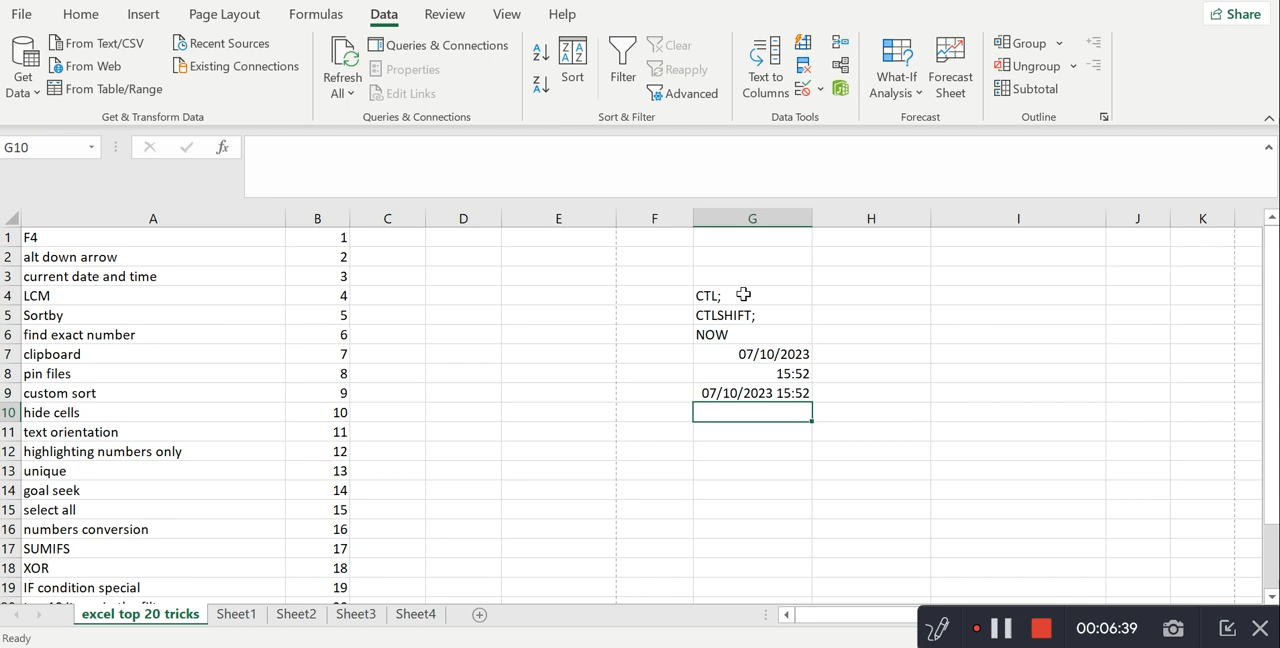 File Home Insert Page Layout Formulas Data Review View Help Share
Get Data
From Text/CSV
From Web
From Table/Range
Recent Sources
Existing Connections
Get & Transform Data
Refresh All
Queries & Connections
Properties
Edit Links
Queries & Connections
Sort
Filter
Clear
Reapply
Advanced
Sort & Filter
Text to Columns
Data Tools
What-If Analysis
Forecast Sheet
Forecast
Group
Ungroup
Subtotal
Outline
G10 fx
A B C D E F G H I J K
1 F4 1
2 alt down arrow 2
3 current date and time 3
4 LCM 4 CTL;
5 Sortby 5 CTLSHIFT;
6 find exact number 6 NOW
7 clipboard 7 07/10/2023
8 pin files 8 15:52
9 custom sort 9 07/10/2023 15:52
10 hide cells 10
11 text orientation 11
12 highlighting numbers only 12
13 unique 13
14 goal seek 14
15 select all 15
16 numbers conversion 16
17 SUMIFS 17
18 XOR 18
19 IF condition special 19
excel top 20 tricks Sheet1 Sheet2 Sheet3 Sheet4
00:06:39
Ready